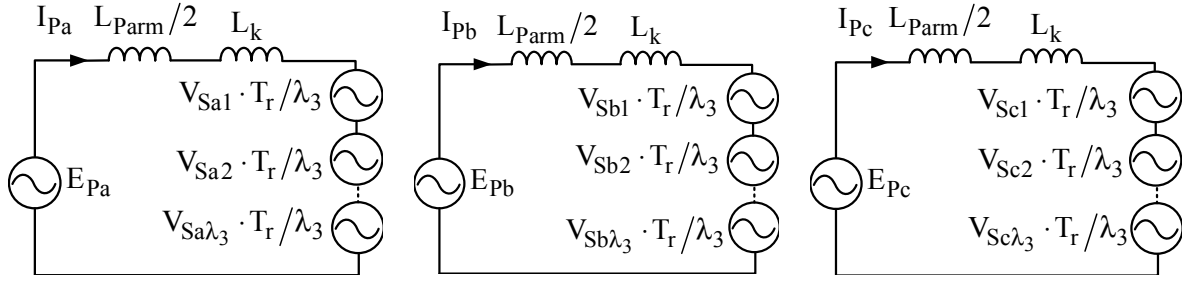 I_Pa L_Parm/2 L_k
V_Sa1 · T_r/λ_3
V_Sa2 · T_r/λ_3
E_Pa
V_Saλ_3 · T_r/λ_3
I_Pb L_Parm/2 L_k
V_Sb1 · T_r/λ_3
V_Sb2 · T_r/λ_3
E_Pb
V_Sbλ_3 · T_r/λ_3
I_Pc L_Parm/2 L_k
V_Sc1 · T_r/λ_3
V_Sc2 · T_r/λ_3
E_Pc
V_Scλ_3 · T_r/λ_3